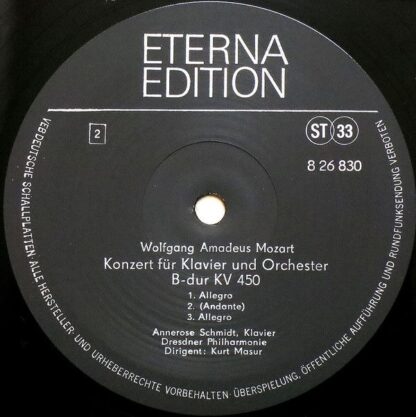 ETERNA
EDITION
2
ST 33
8 26 830
Wolfgang Amadeus Mozart
Konzert für Klavier und Orchester
B-dur KV 450
1. Allegro
2. (Andante)
3. Allegro
Annerose Schmidt, Klavier
Dresdner Philharmonie
Dirigent: Kurt Masur
VEB DEUTSCHE SCHALLPLATTEN · ALLE HERSTELLER- UND URHEBERRECHTE VORBEHALTEN · ÜBERSPIELUNG, ÖFFENTLICHE AUFFÜHRUNG UND RUNDFUNKSENDUNG VERBOTEN